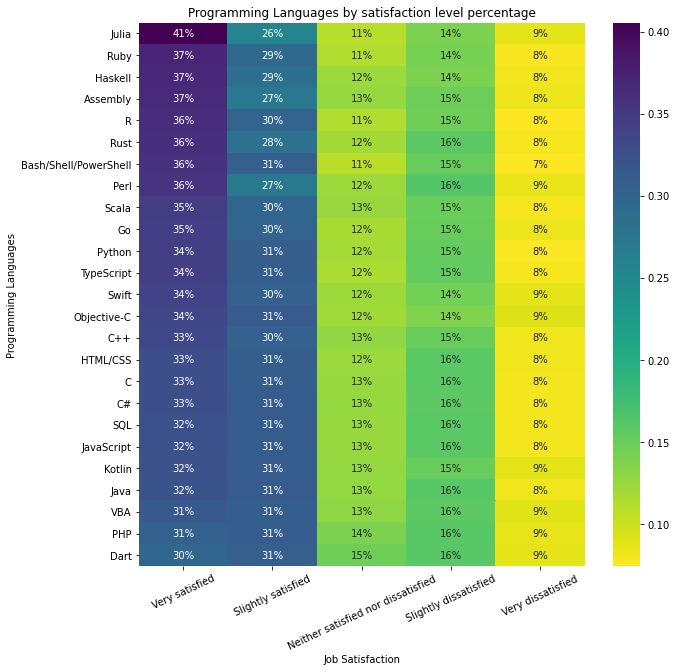 Programming Languages by satisfaction level percentage
Programming Languages
Julia 41% 26% 11% 14% 9%
Ruby 37% 29% 11% 14% 8%
Haskell 37% 29% 12% 14% 8%
Assembly 37% 27% 13% 15% 8%
R 36% 30% 11% 15% 8%
Rust 36% 28% 12% 16% 8%
Bash/Shell/PowerShell 36% 31% 11% 15% 7%
Perl 36% 27% 12% 16% 9%
Scala 35% 30% 13% 15% 8%
Go 35% 30% 12% 15% 8%
Python 34% 31% 12% 15% 8%
TypeScript 34% 31% 12% 15% 8%
Swift 34% 30% 12% 14% 9%
Objective-C 34% 31% 12% 14% 9%
C++ 33% 30% 13% 15% 8%
HTML/CSS 33% 31% 12% 16% 8%
C 33% 31% 13% 16% 8%
C# 33% 31% 13% 16% 8%
SQL 32% 31% 13% 16% 8%
JavaScript 32% 31% 13% 16% 8%
Kotlin 32% 31% 13% 15% 9%
Java 32% 31% 13% 16% 8%
VBA 31% 31% 13% 16% 9%
PHP 31% 31% 14% 16% 9%
Dart 30% 31% 15% 16% 9%
Very satisfied
Slightly satisfied
Neither satisfied nor dissatisfied
Slightly dissatisfied
Very dissatisfied
Job Satisfaction
0.40
0.35
0.30
0.25
0.20
0.15
0.10